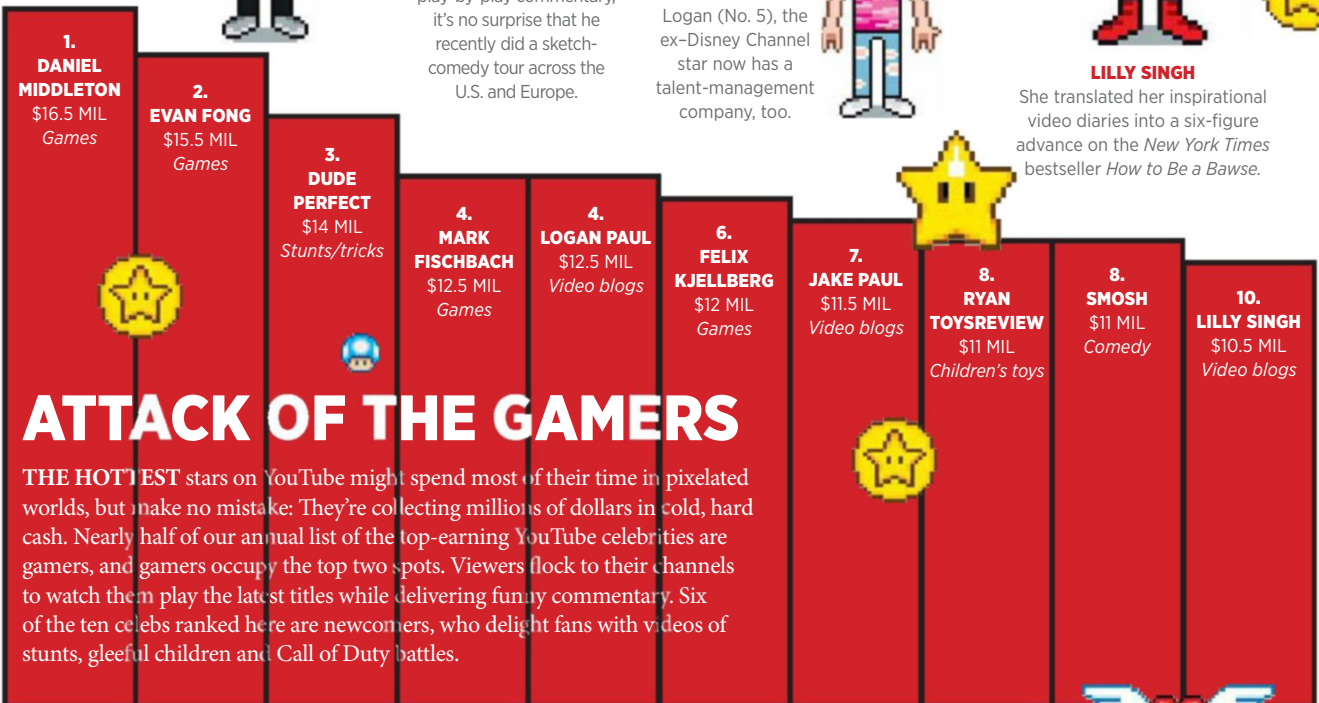 play-by-play commentary,
it's no surprise that he
recently did a sketch-
comedy tour across the
U.S. and Europe.
Logan (No. 5), the
ex–Disney Channel
star now has a
talent-management
company, too.
LILLY SINGH
She translated her inspirational
video diaries into a six-figure
advance on the New York Times
bestseller How to Be a Bawse.
1.
DANIEL
MIDDLETON
$16.5 MIL
Games
2.
EVAN FONG
$15.5 MIL
Games
3.
DUDE
PERFECT
$14 MIL
Stunts/tricks
4.
MARK
FISCHBACH
$12.5 MIL
Games
4.
LOGAN PAUL
$12.5 MIL
Video blogs
6.
FELIX
KJELLBERG
$12 MIL
Games
7.
JAKE PAUL
$11.5 MIL
Video blogs
8.
RYAN
TOYSREVIEW
$11 MIL
Children's toys
8.
SMOSH
$11 MIL
Comedy
10.
LILLY SINGH
$10.5 MIL
Video blogs
ATTACK OF THE GAMERS
THE HOTTEST stars on YouTube might spend most of their time in pixelated
worlds, but make no mistake: They're collecting millions of dollars in cold, hard
cash. Nearly half of our annual list of the top-earning YouTube celebrities are
gamers, and gamers occupy the top two spots. Viewers flock to their channels
to watch them play the latest titles while delivering funny commentary. Six
of the ten celebs ranked here are newcomers, who delight fans with videos of
stunts, gleeful children and Call of Duty battles.